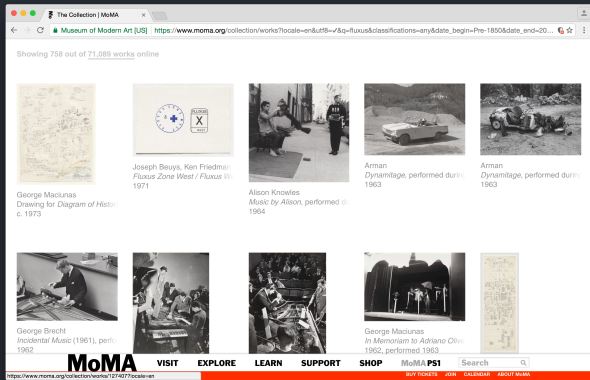 The Collection | MoMA
Museum of Modern Art [US] | https://www.moma.org/collection/works?locale=en&utf8=✓&q=fluxus&classifications=any&date_begin=Pre-1850&date_end=20...
Showing 758 out of 71,089 works online
FLUXUS
X
WEST
George Maciunas
Drawing for Diagram of Histo
c. 1973
Joseph Beuys, Ken Friedman
Fluxus Zone West / Fluxus W
1971
Alison Knowles
Music by Alison, performed d
1964
Arman
Dynamitage, performed durin
1963
Arman
Dynamitage, performed durin
1963
George Brecht
Incidental Music (1961), perfo
1962
George Maciunas
In Memoriam to Adriano Olive
1962, performed 1963
MoMA
VISIT
EXPLORE
LEARN
SUPPORT
SHOP
MoMA PS1
Search
https://www.moma.org/collection/works/127407?locale=en
BUY TICKETS
JOIN
CALENDAR
ABOUT MoMA